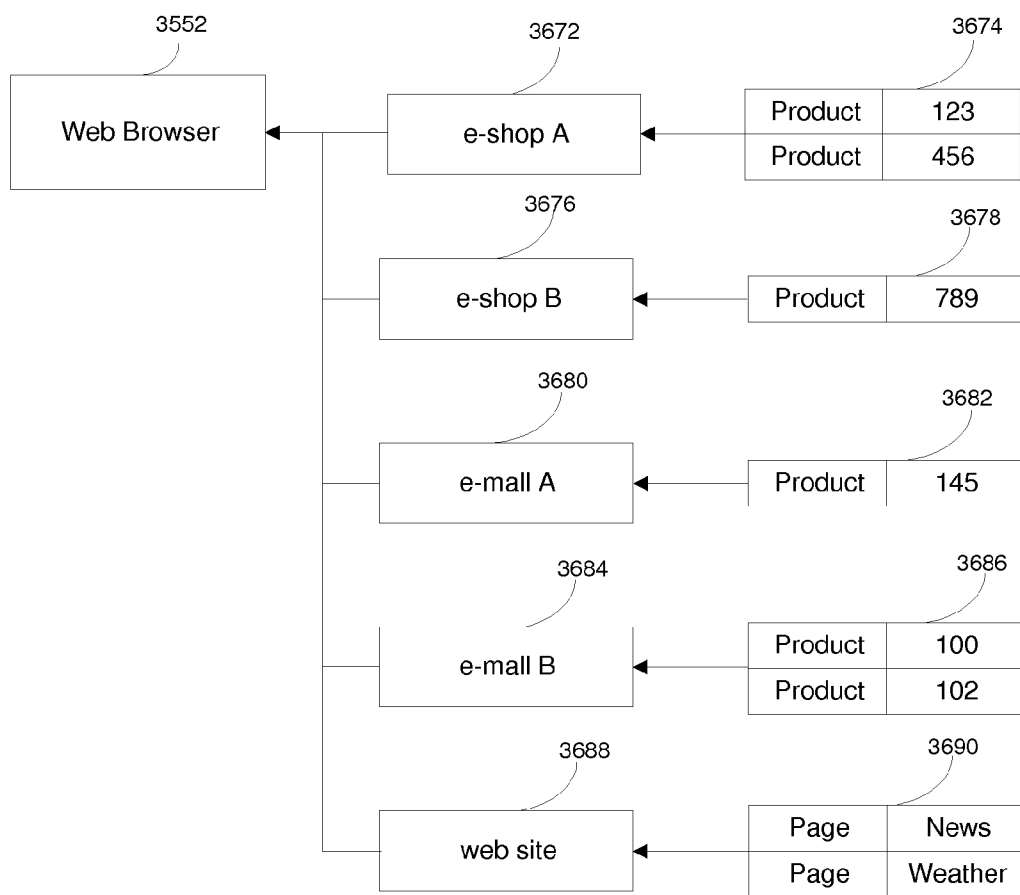 3552
3672
3674
Web Browser
e-shop A
Product 123
Product 456
3676
3678
e-shop B
Product 789
3680
3682
e-mall A
Product 145
3684
3686
e-mall B
Product 100
Product 102
3688
3690
web site
Page News
Page Weather